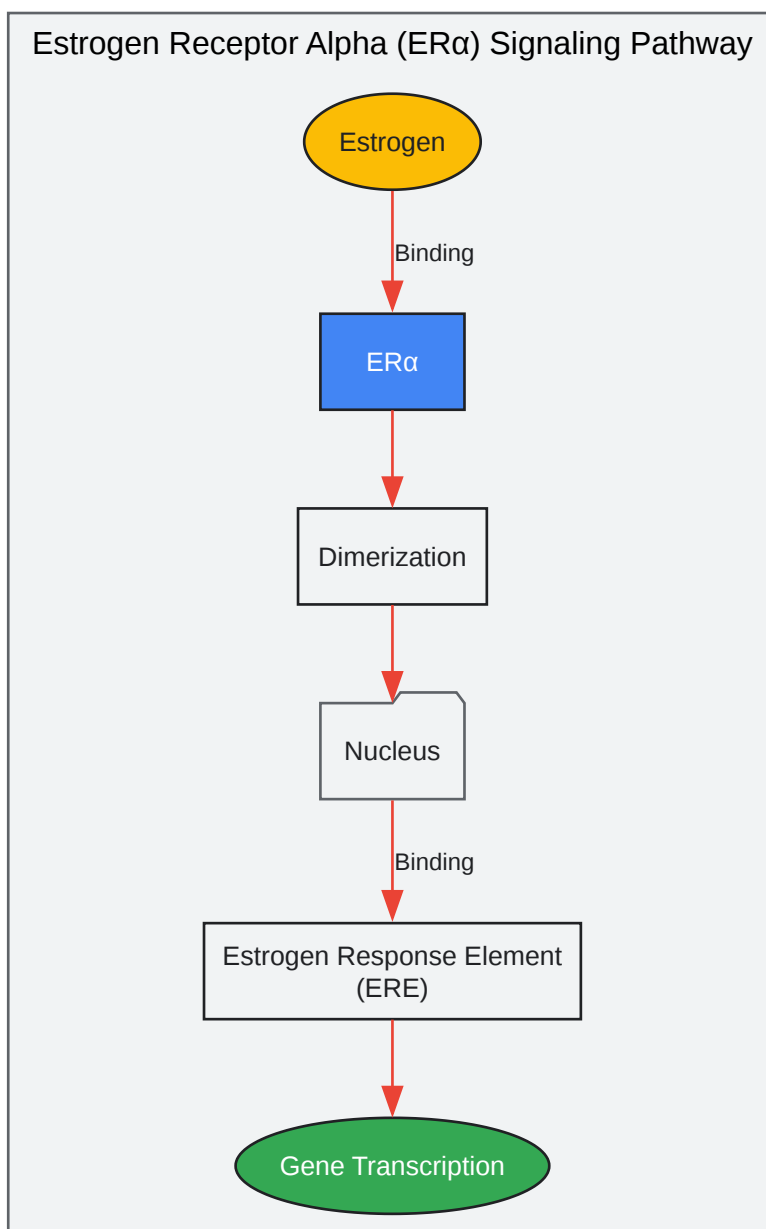 Estrogen Receptor Alpha (ERα) Signaling Pathway
Estrogen
Binding
ERα
Dimerization
Nucleus
Binding
Estrogen Response Element
(ERE)
Gene Transcription